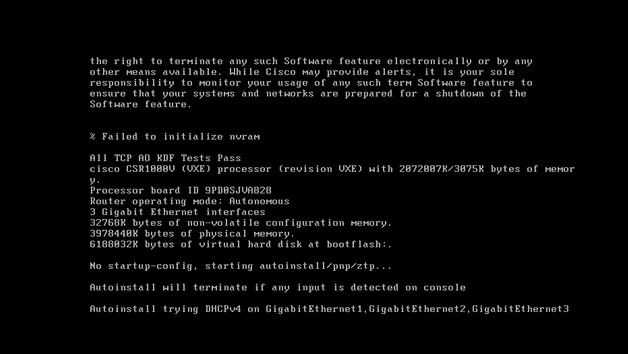 the right to terminate any such Software feature electronically or by any
other means available. While Cisco may provide alerts, it is your sole
responsibility to monitor your usage of any such term Software feature to
ensure that your systems and networks are prepared for a shutdown of the
Software feature.
% Failed to initialize nvram
All TCP AO KDF Tests Pass
cisco CSR1000V (VXE) processor (revision VXE) with 2072007K/3075K bytes of memor
y.
Processor board ID 9PD0SJVA828
Router operating mode: Autonomous
3 Gigabit Ethernet interfaces
32768K bytes of non-volatile configuration memory.
3978440K bytes of physical memory.
6188032K bytes of virtual hard disk at bootflash:.
No startup-config, starting autoinstall/pnp/ztp...
Autoinstall will terminate if any input is detected on console
Autoinstall trying DHCPv4 on GigabitEthernet1,GigabitEthernet2,GigabitEthernet3